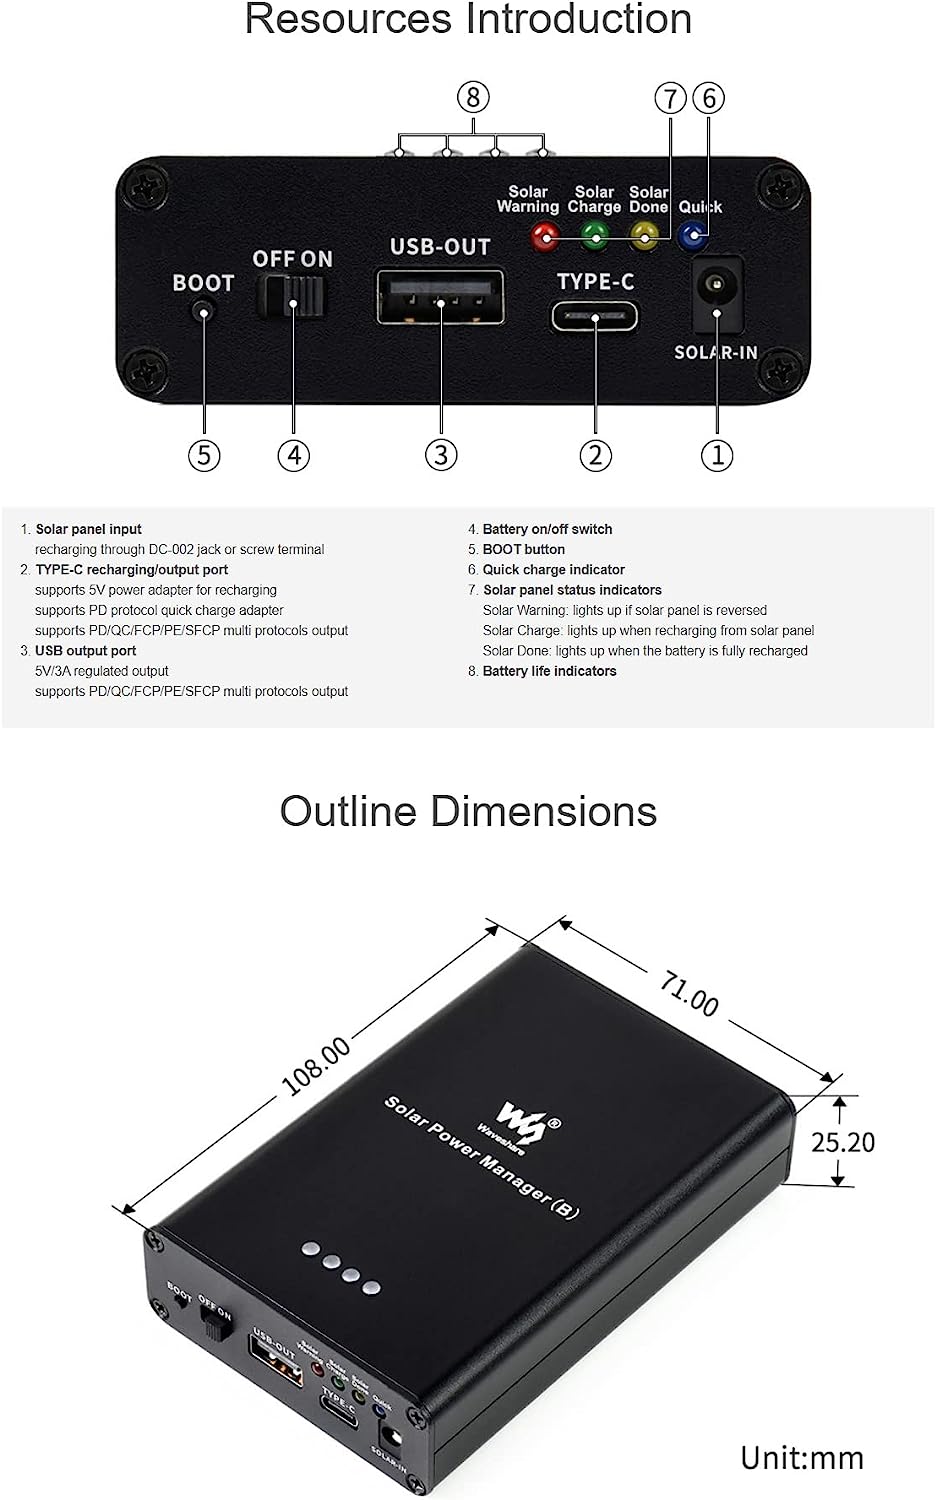 Resources Introduction
8
7
6
Solar Warning
Solar Charge
Solar Done
Quick
USB-OUT
OFF ON
BOOT
TYPE-C
SOLAR-IN
5
4
3
2
1
1. Solar panel input
recharging through DC-002 jack or screw terminal
2. TYPE-C recharging/output port
supports 5V power adapter for recharging
supports PD protocol quick charge adapter
supports PD/QC/FCP/PE/SFCP multi protocols output
3. USB output port
5V/3A regulated output
supports PD/QC/FCP/PE/SFCP multi protocols output
4. Battery on/off switch
5. BOOT button
6. Quick charge indicator
7. Solar panel status indicators
Solar Warning: lights up if solar panel is reversed
Solar Charge: lights up when recharging from solar panel
Solar Done: lights up when the battery is fully recharged
8. Battery life indicators
Outline Dimensions
108.00
71.00
25.20
®
Waveshare
Solar Power Manager (B)
BOOT
OFF ON
USB-OUT
Solar Warning
Solar Charge
Solar Done
Quick
TYPE-C
SOLAR-IN
Unit:mm